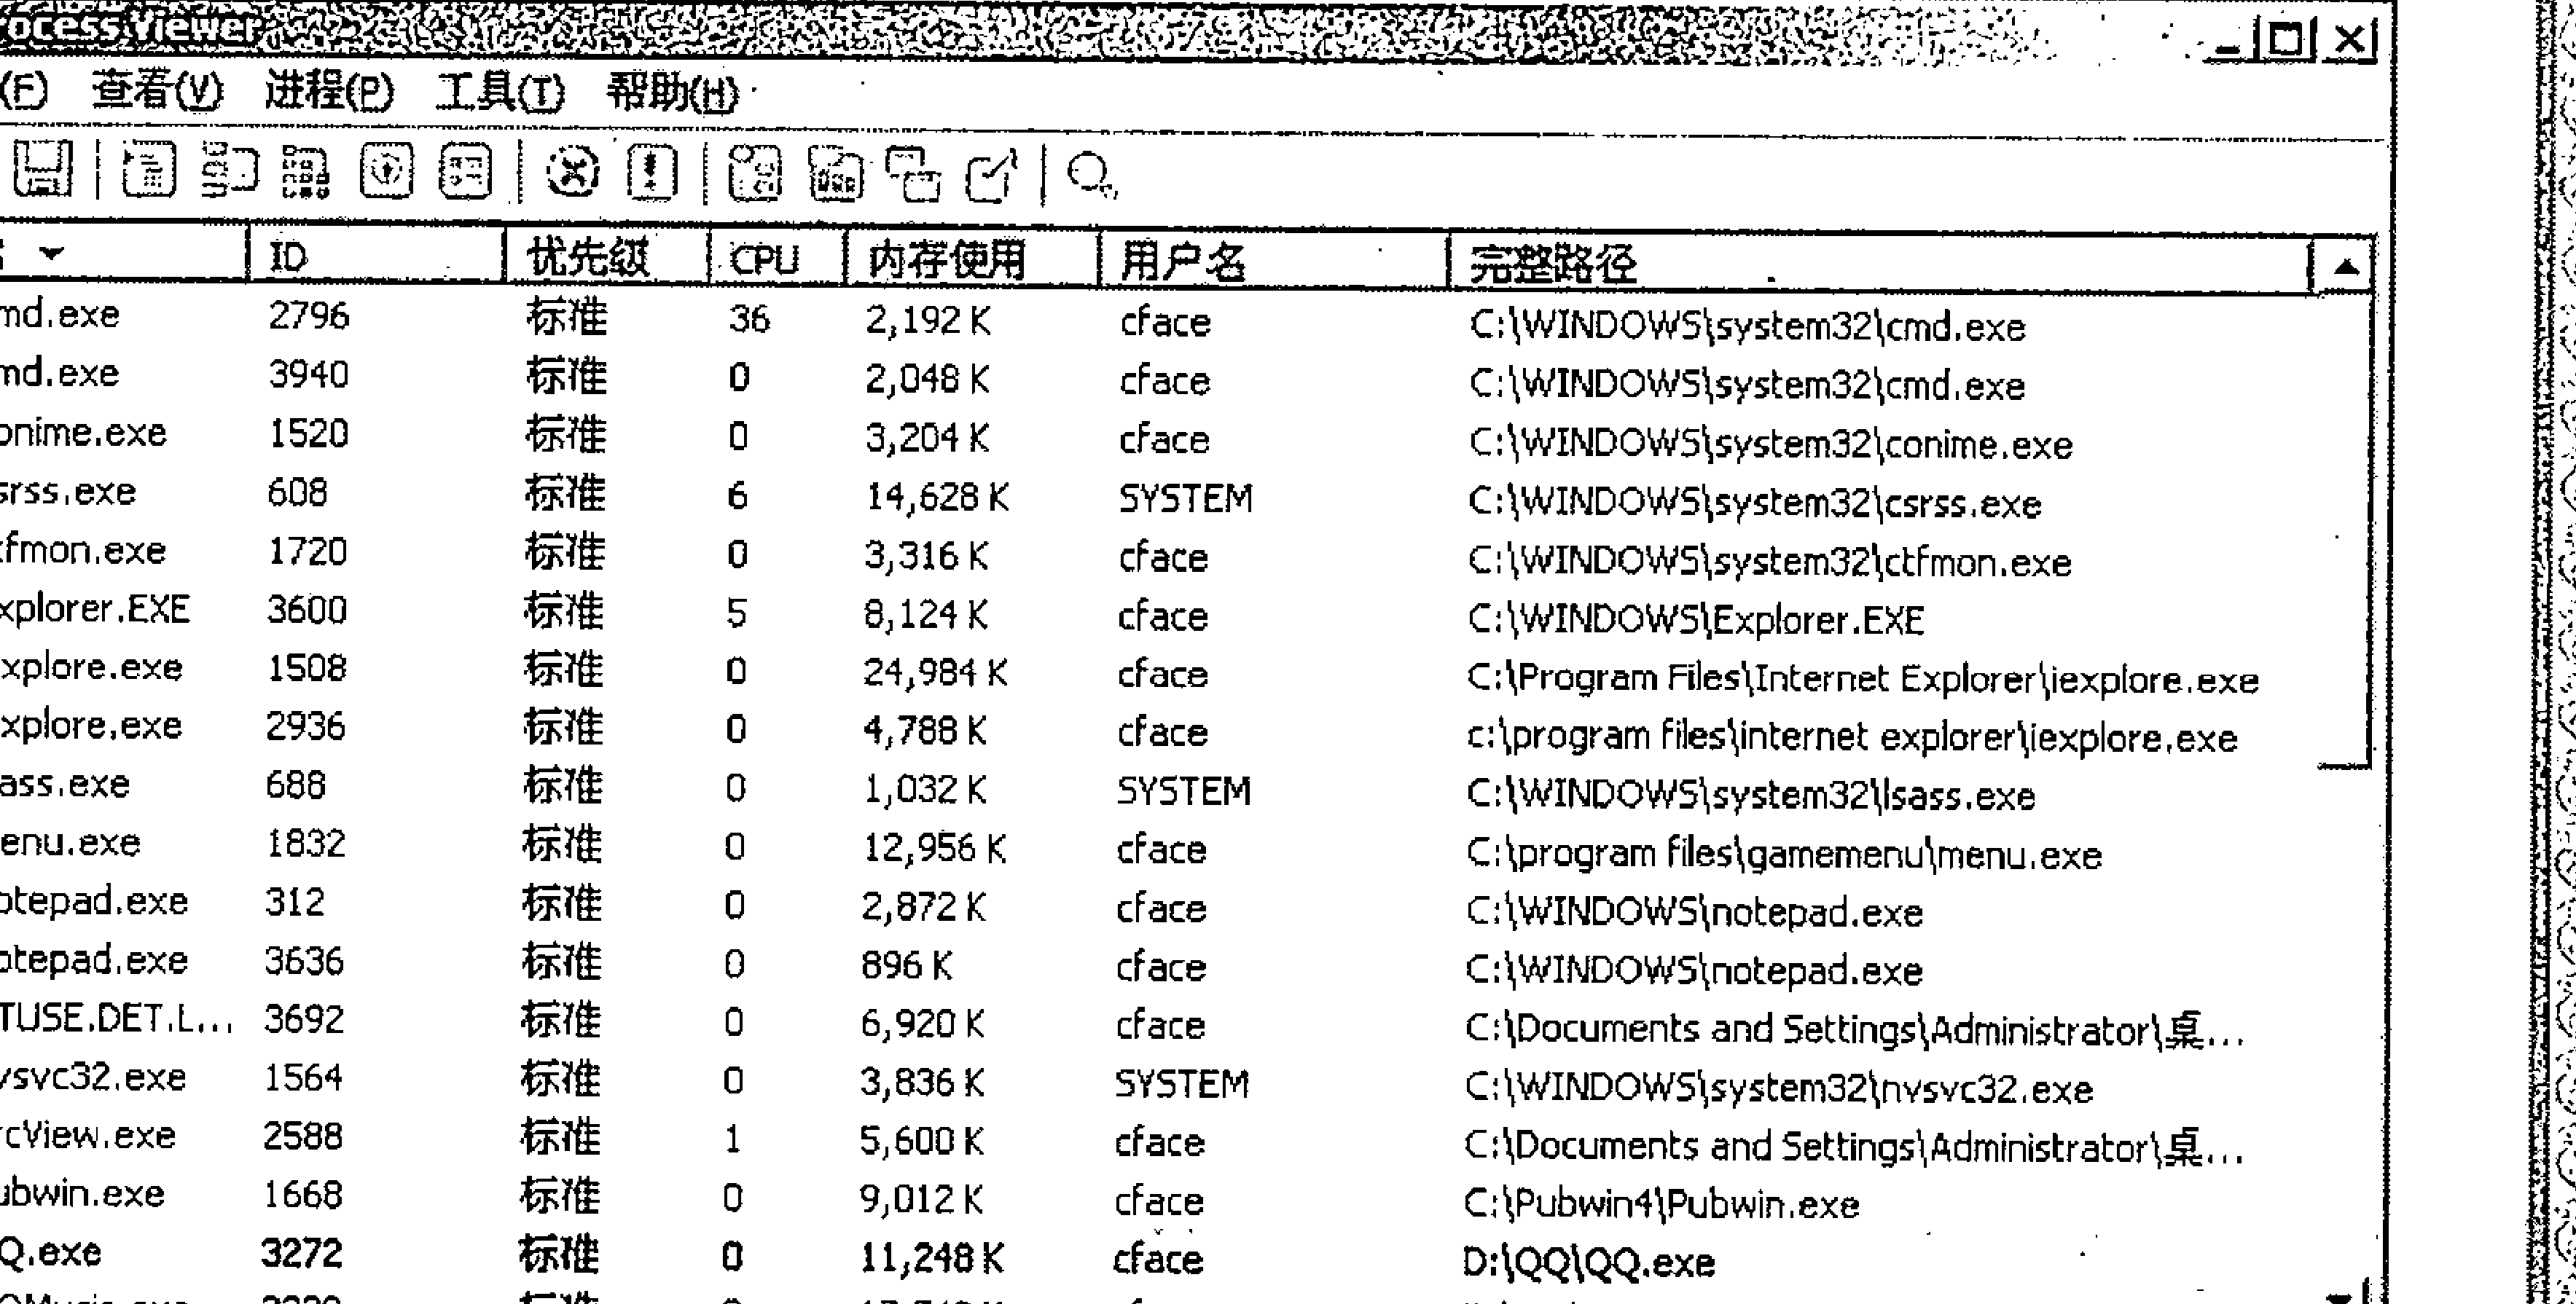 ocess Viewer
(F) 查看(V) 进程(P) 工具(T) 帮助(H)
ID 优先级 CPU 内存使用 用户名 完整路径
md.exe 2796 标准 36 2,192 K cface C:\WINDOWS\system32\cmd.exe
md.exe 3940 标准 0 2,048 K cface C:\WINDOWS\system32\cmd.exe
onime.exe 1520 标准 0 3,204 K cface C:\WINDOWS\system32\conime.exe
srss.exe 608 标准 6 14,628 K SYSTEM C:\WINDOWS\system32\csrss.exe
tfmon.exe 1720 标准 0 3,316 K cface C:\WINDOWS\system32\ctfmon.exe
xplorer.EXE 3600 标准 5 8,124 K cface C:\WINDOWS\Explorer.EXE
xplore.exe 1508 标准 0 24,984 K cface C:\Program Files\Internet Explorer\iexplore.exe
xplore.exe 2936 标准 0 4,788 K cface c:\program files\internet explorer\iexplore.exe
ass.exe 688 标准 0 1,032 K SYSTEM C:\WINDOWS\system32\lsass.exe
enu.exe 1832 标准 0 12,956 K cface C:\program files\gamemenu\menu.exe
otepad.exe 312 标准 0 2,872 K cface C:\WINDOWS\notepad.exe
otepad.exe 3636 标准 0 896 K cface C:\WINDOWS\notepad.exe
TUSE.DET.L... 3692 标准 0 6,920 K cface C:\Documents and Settings\Administrator\桌...
vsvc32.exe 1564 标准 0 3,836 K SYSTEM C:\WINDOWS\system32\nvsvc32.exe
rcView.exe 2588 标准 1 5,600 K cface C:\Documents and Settings\Administrator\桌...
ubwin.exe 1668 标准 0 9,012 K cface C:\Pubwin4\Pubwin.exe
Q.exe 3272 标准 0 11,248 K cface D:\QQ\QQ.exe